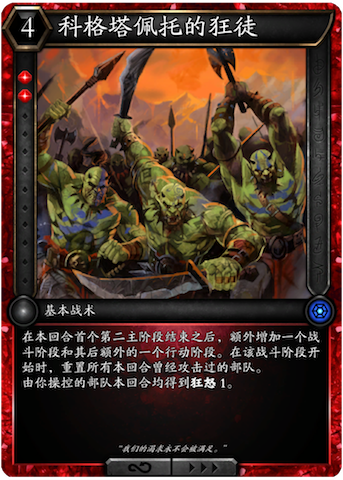 4 科格塔佩托的狂徒
基本战术
在本回合首个第二主阶段结束之后，额外增加一个战
斗阶段和其后额外的一个行动阶段。在该战斗阶段开
始时，重置所有本回合曾经攻击过的部队。
由你操控的部队本回合均得到狂怒 1。
“我们的渴求永不会被满足。”